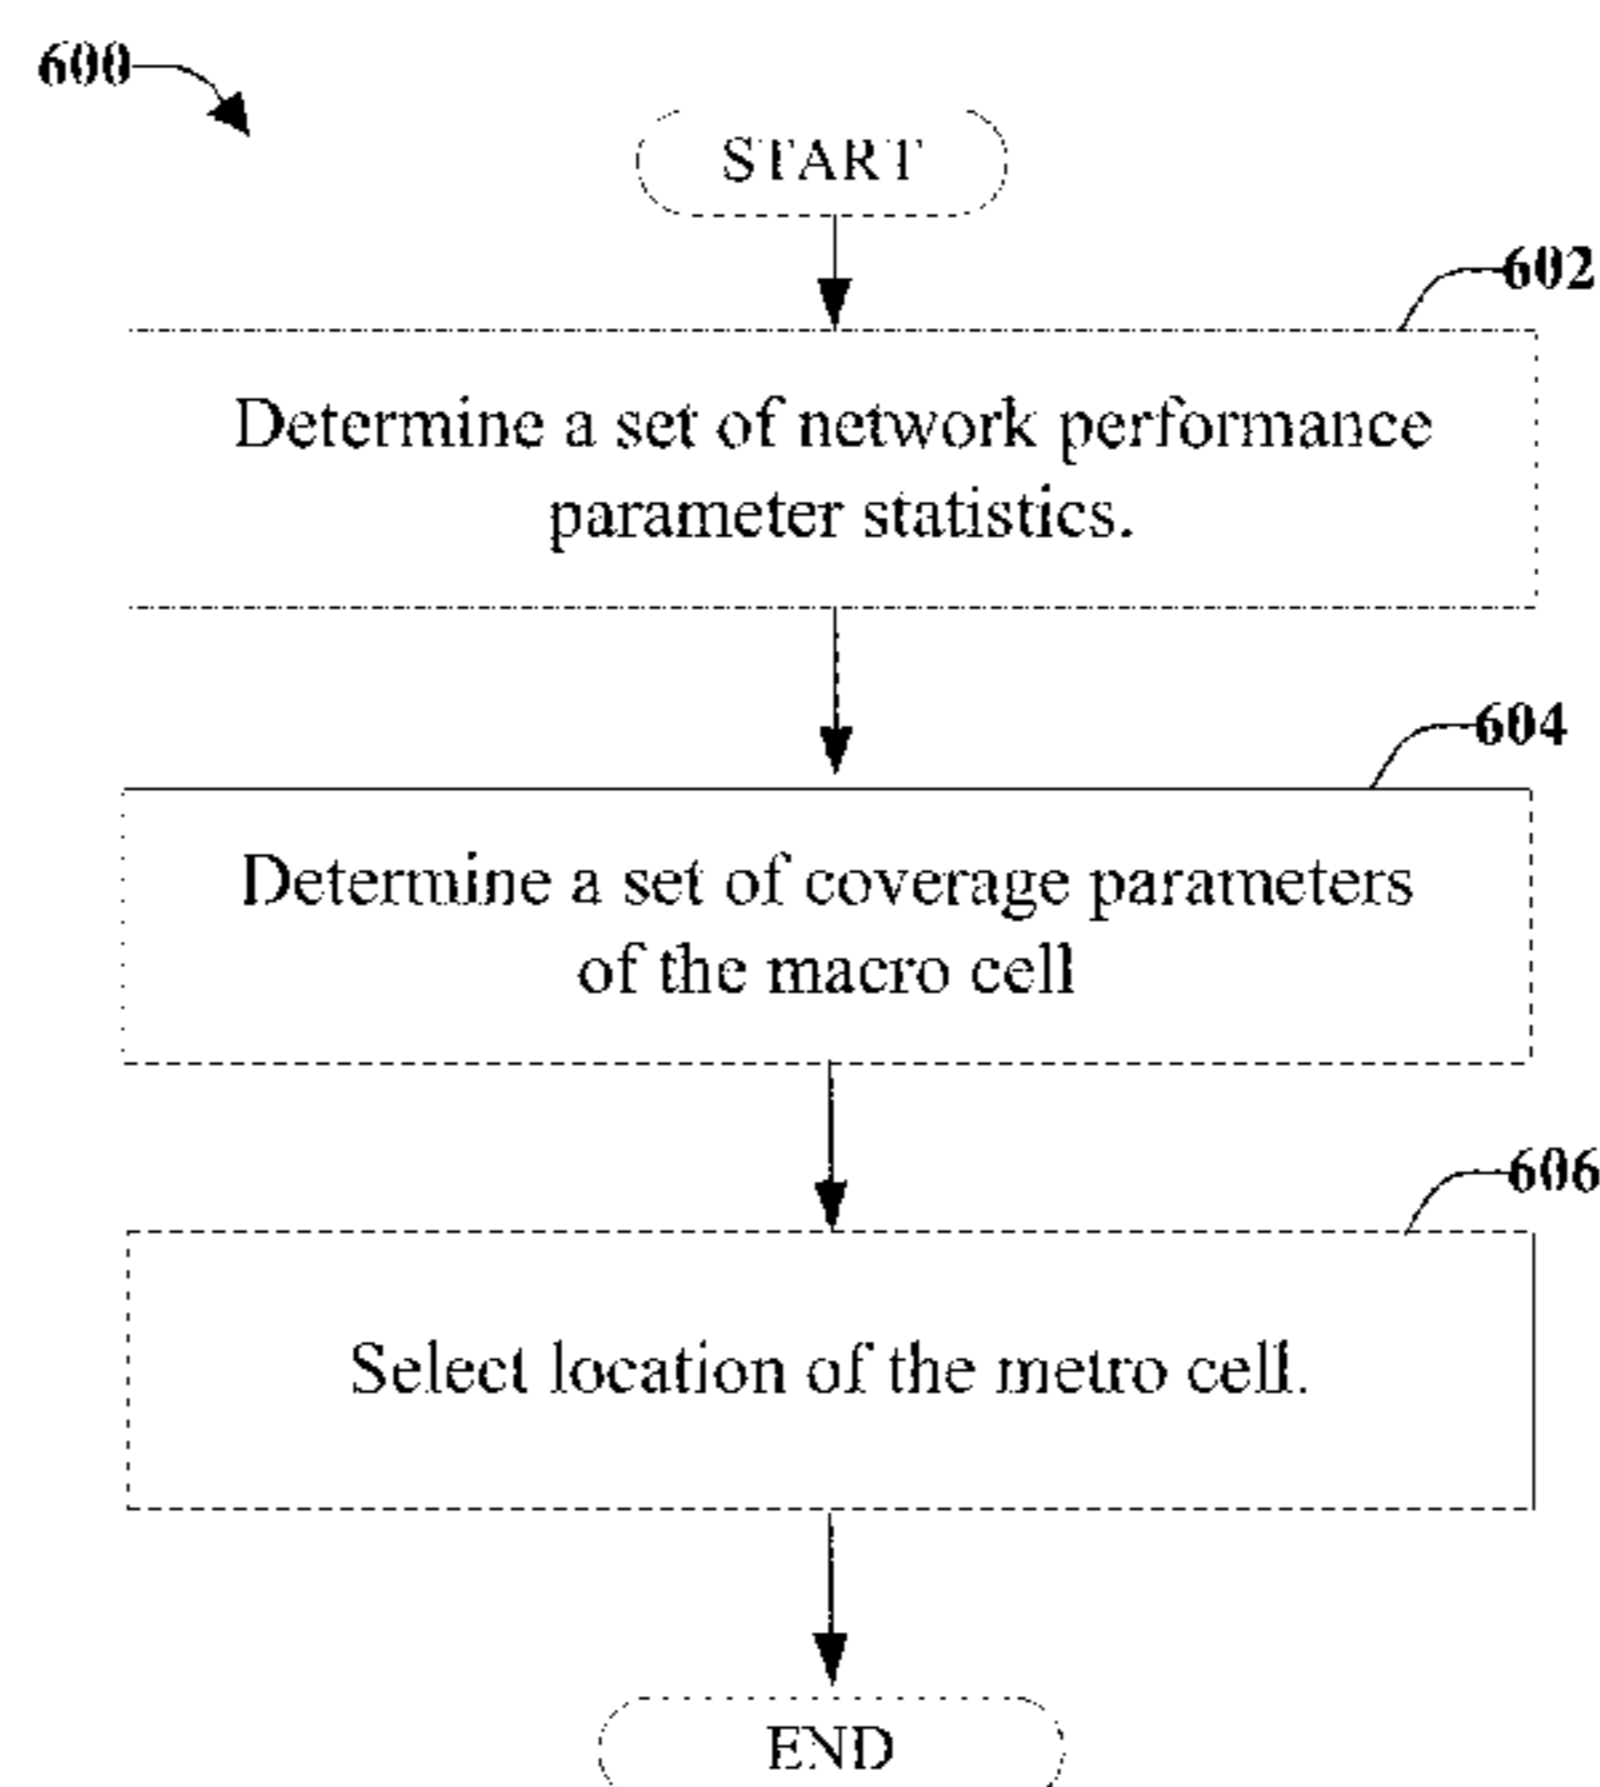 600
START
602
Determine a set of network performance
parameter statistics.
604
Determine a set of coverage parameters
of the macro cell
606
Select location of the metro cell.
END